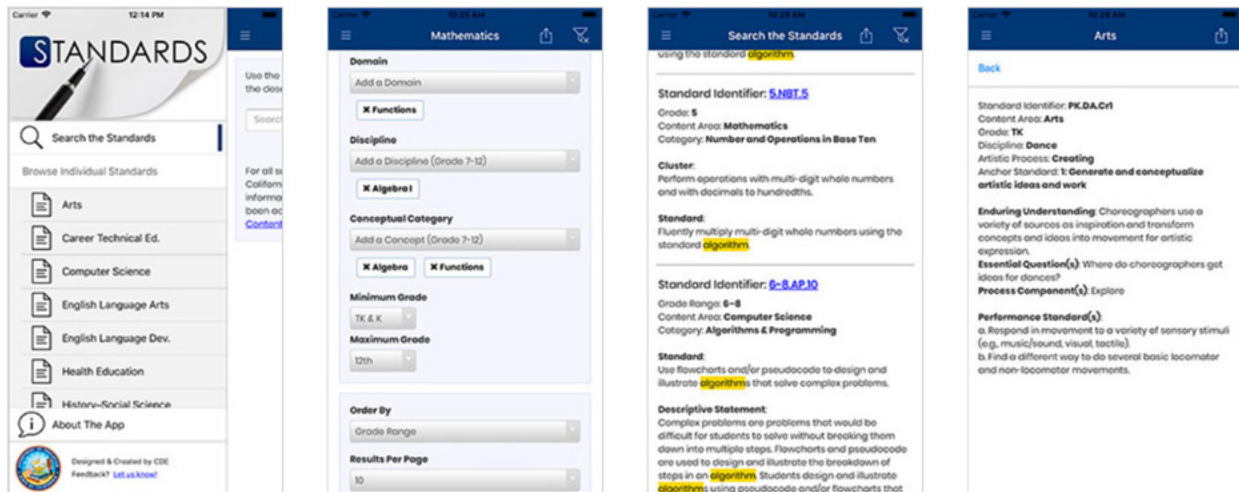 Carrier 12:14 PM
STANDARDS
Search the Standards
Browse Individual Standards
Arts
Career Technical Ed.
Computer Science
English Language Arts
English Language Dev.
Health Education
History-Social Science
About The App
Designed & Created by CDE
Feedback? Let us know!
Use the
the des
Search
For all s
Californ
informa
been ac
Content
Carrier 10:25 AM
Mathematics
Domain
Add a Domain
✖ Functions
Discipline
Add a Discipline (Grade 7-12)
✖ Algebra I
Conceptual Category
Add a Concept (Grade 7-12)
✖ Algebra ✖ Functions
Minimum Grade
TK & K
Maximum Grade
12th
Order By
Grade Range
Results Per Page
10
Search the Standards
using the standard algorithm.
Standard Identifier: 5.NBT.5
Grade: 5
Content Area: Mathematics
Category: Number and Operations in Base Ten
Cluster:
Perform operations with multi-digit whole numbers
and with decimals to hundredths.
Standard:
Fluently multiply multi-digit whole numbers using the
standard algorithm.
Standard Identifier: 6-8.AP.10
Grade Range: 6-8
Content Area: Computer Science
Category: Algorithms & Programming
Standard:
Use flowcharts and/or pseudocode to design and
illustrate algorithms that solve complex problems.
Descriptive Statement:
Complex problems are problems that would be
difficult for students to solve without breaking them
down into multiple steps. Flowcharts and pseudocode
are used to design and illustrate the breakdown of
steps in an algorithm. Students design and illustrate
algorithms using pseudocode and/or flowcharts that
Arts
Back
Standard Identifier: PK.DA.Cr1
Content Area: Arts
Grade: TK
Discipline: Dance
Artistic Process: Creating
Anchor Standard: 1: Generate and conceptualize
artistic ideas and work
Enduring Understanding: Choreographers use a
variety of sources as inspiration and transform
concepts and ideas into movement for artistic
expression.
Essential Question(s): Where do choreographers get
ideas for dances?
Process Component(s): Explore
Performance Standard(s):
a. Respond in movement to a variety of sensory stimuli
(e.g., music/sound, visual, tactile).
b. Find a different way to do several basic locomotor
and non-locomotor movements.